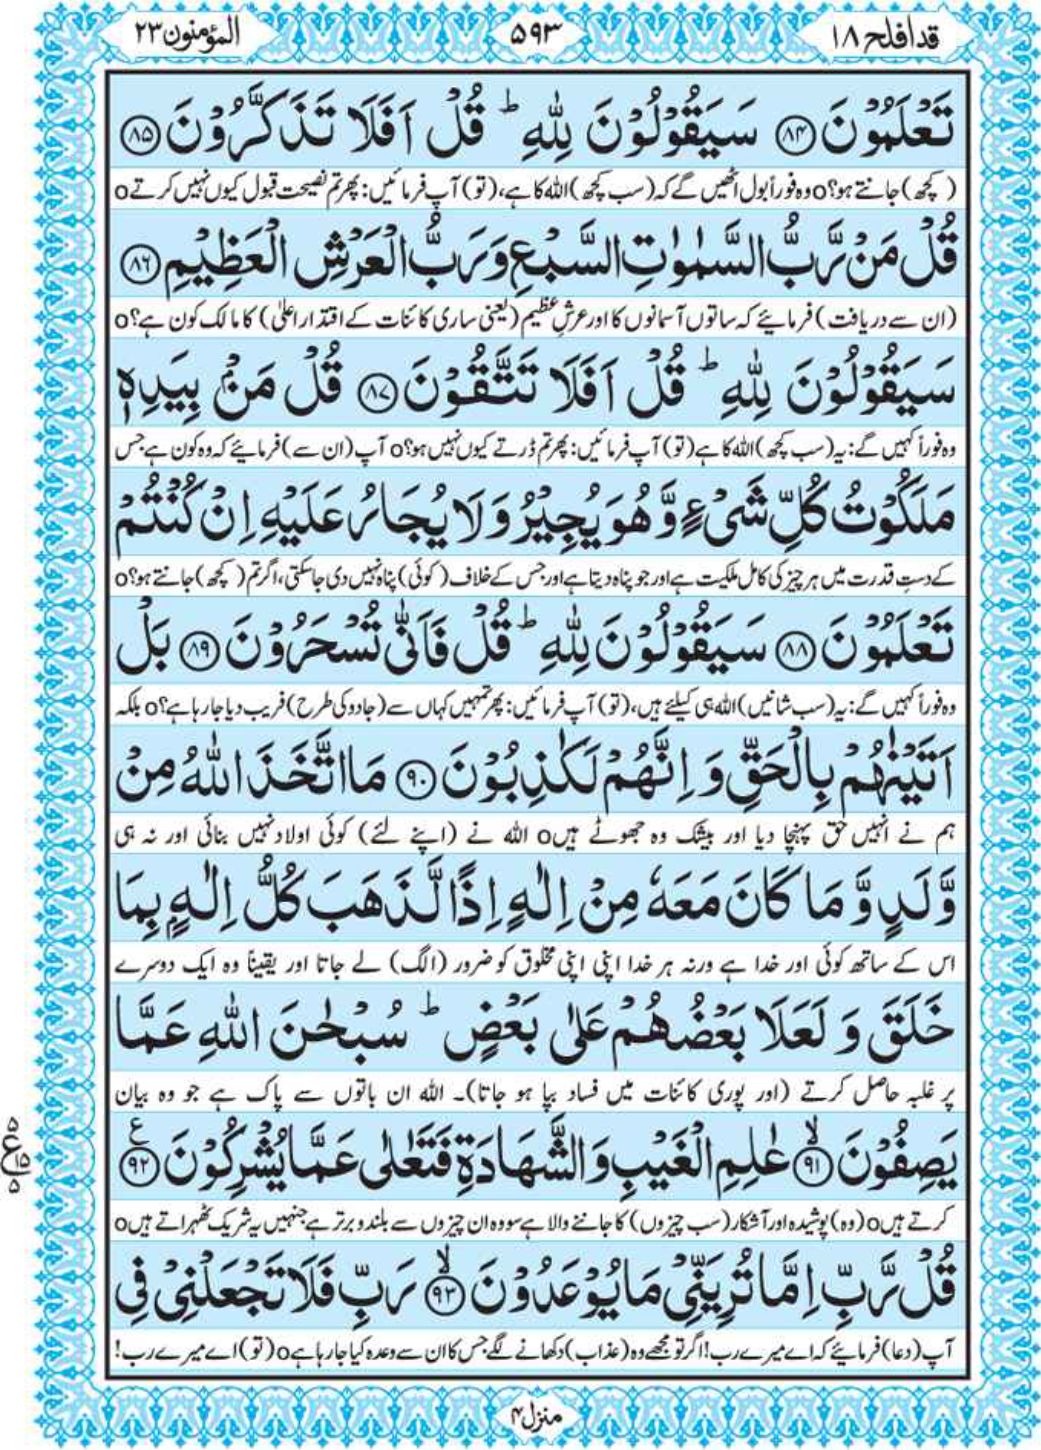 قد افلح ۱۸
۵۹۳
المؤمنون ۲۳
تَعْلَمُوْنَ ﴿۸۴﴾ سَيَقُوْلُوْنَ لِلّٰهِ ؕ قُلْ اَفَلَا تَذَكَّرُوْنَ ﴿۸۵﴾
(کچھ) جانتے ہو؟o وہ فوراً بول اٹھیں گے کہ (سب کچھ) اللہ کا ہے، (تو) آپ فرمائیں: پھر تم نصیحت قبول کیوں نہیں کرتےo
قُلْ مَنْ رَّبُّ السَّمٰوٰتِ السَّبْعِ وَرَبُّ الْعَرْشِ الْعَظِيْمِ ﴿۸۶﴾
(ان سے دریافت) فرمائیے کہ ساتوں آسمانوں کا اور عرشِ عظیم (یعنی ساری کائنات کے اقتدارِ اعلیٰ) کا مالک کون ہے؟o
سَيَقُوْلُوْنَ لِلّٰهِ ؕ قُلْ اَفَلَا تَتَّقُوْنَ ﴿۸۷﴾ قُلْ مَنْۢ بِيَدِهٖ
وہ فوراً کہیں گے: یہ (سب کچھ) اللہ کا ہے (تو) آپ فرمائیں: پھر تم ڈرتے کیوں نہیں ہو؟o آپ (ان سے) فرمائیے کہ وہ کون ہے جس
مَلَكُوْتُ كُلِّ شَیْءٍ وَّهُوَ يُجِيْرُ وَلَا يُجَارُ عَلَيْهِ اِنْ كُنْتُمْ
کے دستِ قدرت میں ہر چیز کی کامل ملکیت ہے اور جو پناہ دیتا ہے اور جس کے خلاف (کوئی) پناہ نہیں دی جاسکتی، اگر تم (کچھ) جانتے ہو؟o
تَعْلَمُوْنَ ﴿۸۸﴾ سَيَقُوْلُوْنَ لِلّٰهِ ؕ قُلْ فَاَنّٰی تُسْحَرُوْنَ ﴿۸۹﴾ بَلْ
وہ فوراً کہیں گے: یہ (سب شانیں) اللہ ہی کیلئے ہیں، (تو) آپ فرمائیں: پھر تمہیں کہاں سے (جادو کی طرح) فریب دیا جا رہا ہے؟o بلکہ
اَتَيْنٰهُمْ بِالْحَقِّ وَ اِنَّهُمْ لَكٰذِبُوْنَ ﴿۹۰﴾ مَا اتَّخَذَ اللّٰهُ مِنْ
ہم نے انہیں حق پہنچا دیا اور بیشک وہ جھوٹے ہیںo اللہ نے (اپنے لئے) کوئی اولاد نہیں بنائی اور نہ ہی
وَّلَدٍ وَّ مَا كَانَ مَعَهٗ مِنْ اِلٰهٍ اِذًا لَّذَهَبَ كُلُّ اِلٰهٍۭ بِمَا
اس کے ساتھ کوئی اور خدا ہے ورنہ ہر خدا اپنی اپنی مخلوق کو ضرور (الگ) لے جاتا اور یقیناً وہ ایک دوسرے
خَلَقَ وَ لَعَلَا بَعْضُهُمْ عَلٰی بَعْضٍ ؕ سُبْحٰنَ اللّٰهِ عَمَّا
پر غلبہ حاصل کرتے (اور پوری کائنات میں فساد بپا ہو جاتا)۔ اللہ ان باتوں سے پاک ہے جو وہ بیان
يَصِفُوْنَ ﴿۹۱﴾ۙ عٰلِمِ الْغَيْبِ وَ الشَّهَادَةِ فَتَعٰلٰی عَمَّا يُشْرِكُوْنَ ﴿۹۲﴾ع
کرتے ہیںo (وہ) پوشیدہ اور آشکار (سب چیزوں) کا جاننے والا ہے سو وہ ان چیزوں سے بلند و برتر ہے جنہیں یہ شریک ٹھہراتے ہیںo
قُلْ رَّبِّ اِمَّا تُرِيَنِّیْ مَا يُوْعَدُوْنَ ﴿۹۳﴾ۙ رَبِّ فَلَا تَجْعَلْنِیْ فِی
آپ (دعا) فرمائیے کہ اے میرے رب! اگر تو مجھے وہ (عذاب) دکھانے لگے جس کا ان سے وعدہ کیا جا رہا ہےo (تو) اے میرے رب!
منزل ۴